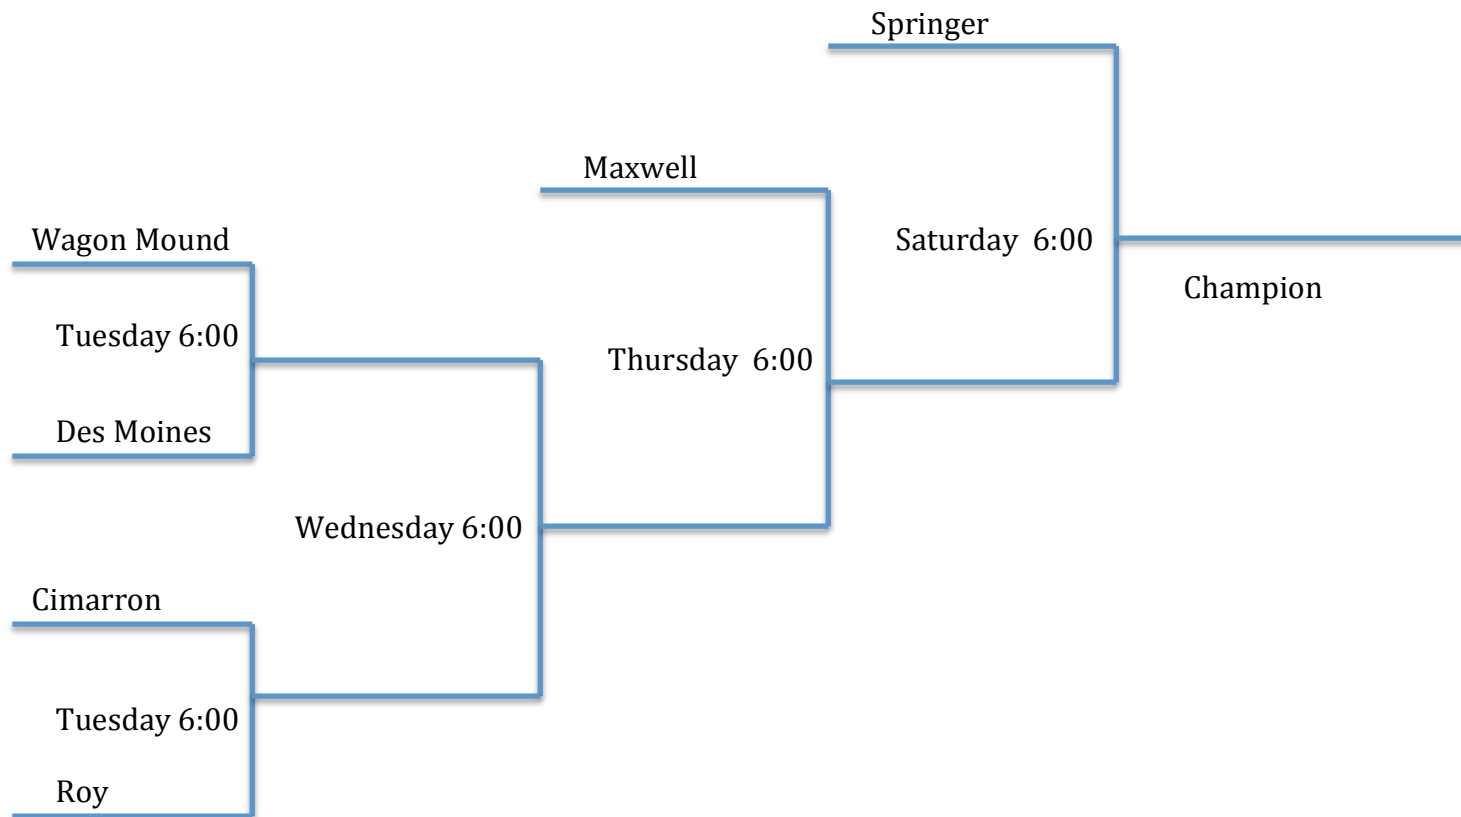 Springer
Maxwell
Wagon Mound
Saturday  6:00
Champion
Tuesday 6:00
Thursday  6:00
Des Moines
Wednesday 6:00
Cimarron
Tuesday 6:00
Roy